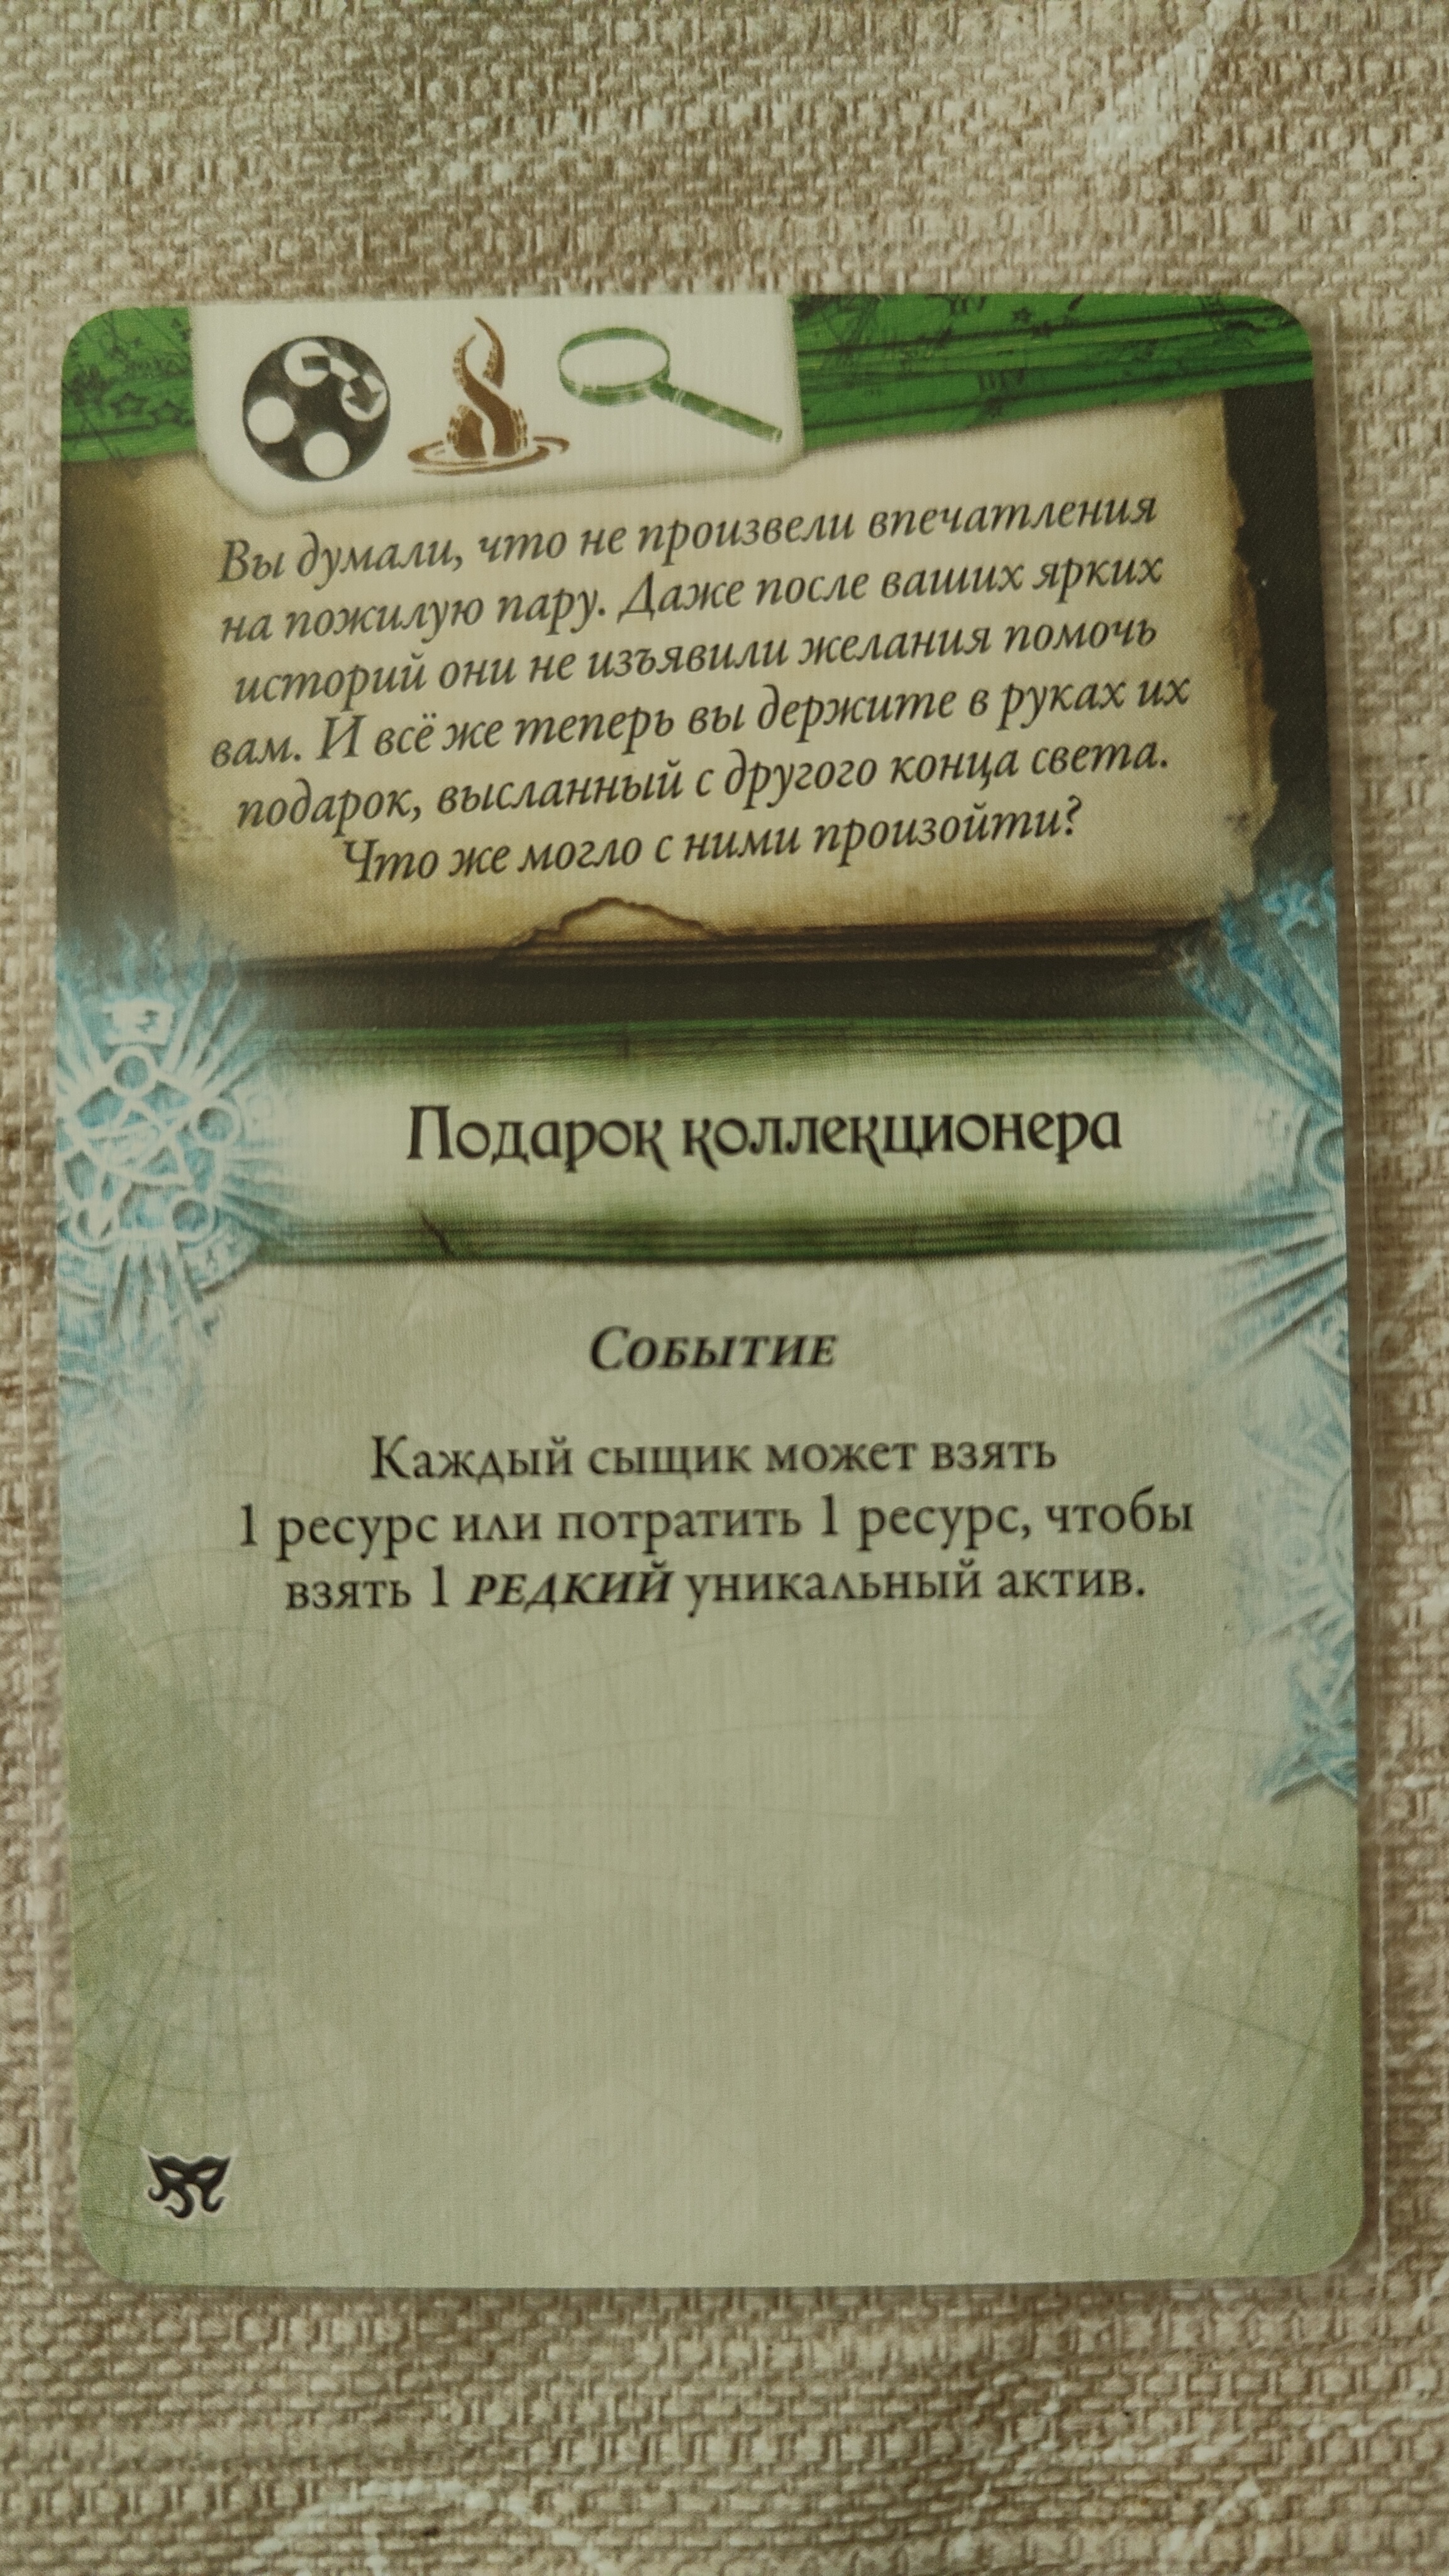 Вы думали, что не произвели впечатления
на пожилую пару. Даже после ваших ярких
историй они не изъявили желания помочь
вам. И всё же теперь вы держите в руках их
подарок, высланный с другого конца света.
Что же могло с ними произойти?
Подарок коллекционера
Событие
Каждый сыщик может взять
1 ресурс или потратить 1 ресурс, чтобы
взять 1 РЕДКИЙ уникальный актив.